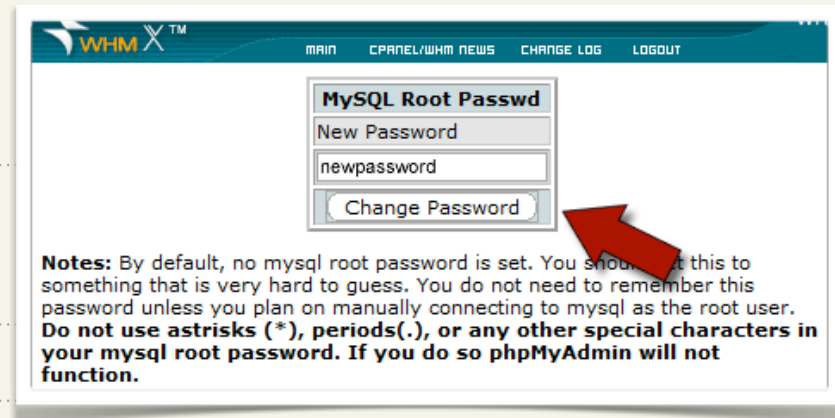 WHM X ™
MAIN CPANEL/WHM NEWS CHANGE LOG LOGOUT
MySQL Root Passwd
New Password
newpassword
Change Password
Notes: By default, no mysql root password is set. You this to
something that is very hard to guess. You do not need to remember this
password unless you plan on manually connecting to mysql as the root user.
Do not use astrisks (*), periods(.), or any other special characters in
your mysql root password. If you do so phpMyAdmin will not
function.